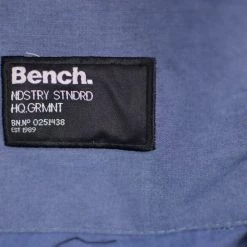 Bench.
NDSTRY STNDRD
HQ.GRMNT
BN.Nº 0251438
EST 1989